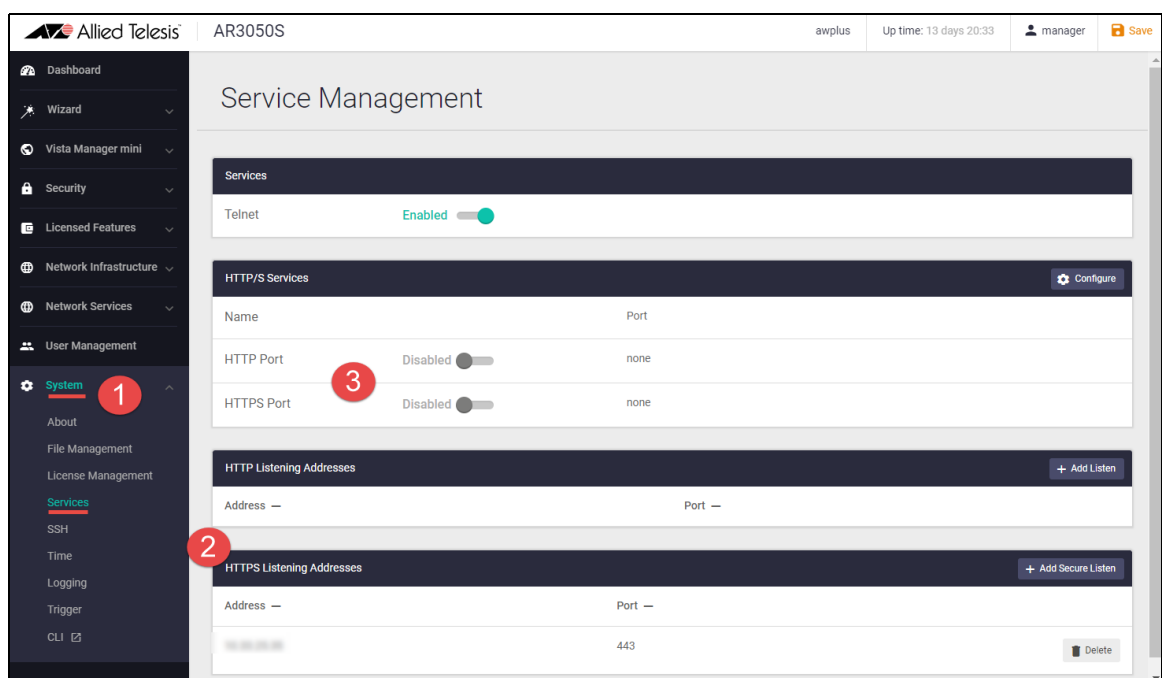 Allied Telesis AR3050S awplus Up time: 13 days 20:33 manager Save
Dashboard
Wizard
Vista Manager mini
Security
Licensed Features
Network Infrastructure
Network Services
User Management
System
1
About
File Management
License Management
Services
SSH
Time
Logging
Trigger
CLI
2
Service Management
Services
Telnet Enabled
HTTP/S Services Configure
Name Port
HTTP Port Disabled none
3
HTTPS Port Disabled none
HTTP Listening Addresses + Add Listen
Address — Port —
HTTPS Listening Addresses + Add Secure Listen
Address — Port —
443 Delete